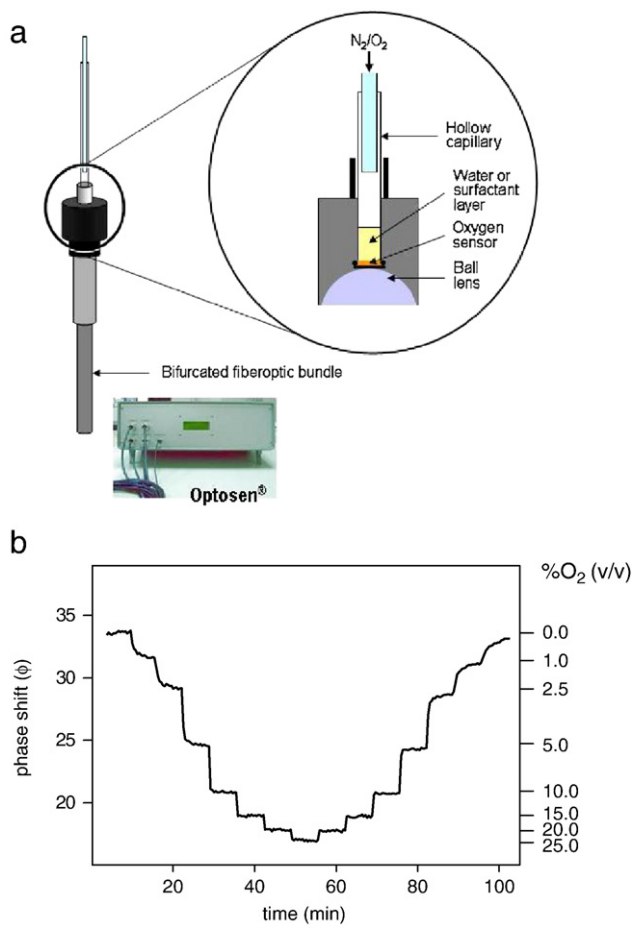 a
N2/O2
Hollow
capillary
Water or
surfactant
layer
Oxygen
sensor
Ball
lens
Bifurcated fiberoptic bundle
Optosen®
b
%O2 (v/v)
35
30
25
20
phase shift (ϕ)
0.0
1.0
2.5
5.0
10.0
15.0
20.0
25.0
20
40
60
80
100
time (min)